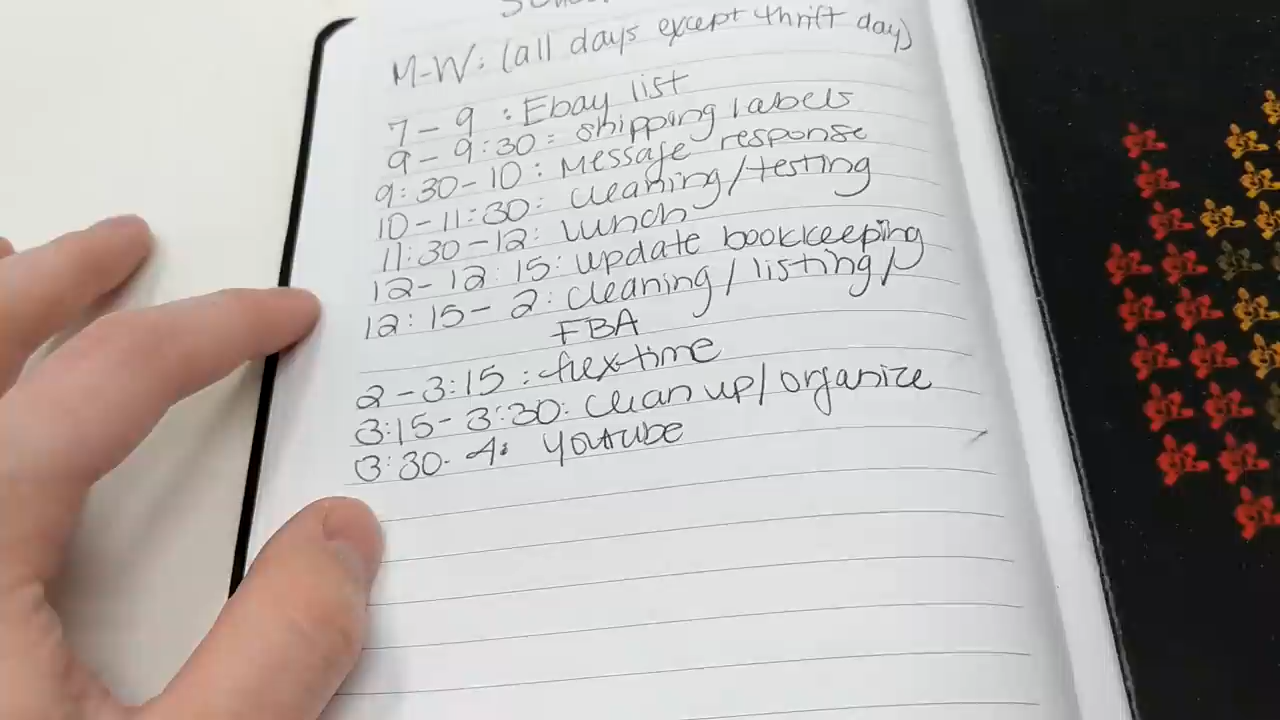 M-W: (all days except thrift day)
7-9 : Ebay list
9-9:30: shipping labels
9:30-10: Message response
10-11:30: cleaning/testing
11:30-12: Lunch
12-12:15: update bookkeeping
12:15-2: cleaning/listing/
FBA
2-3:15 : flex-time
3:15-3:30: clean up/organize
3:30-4: youtube